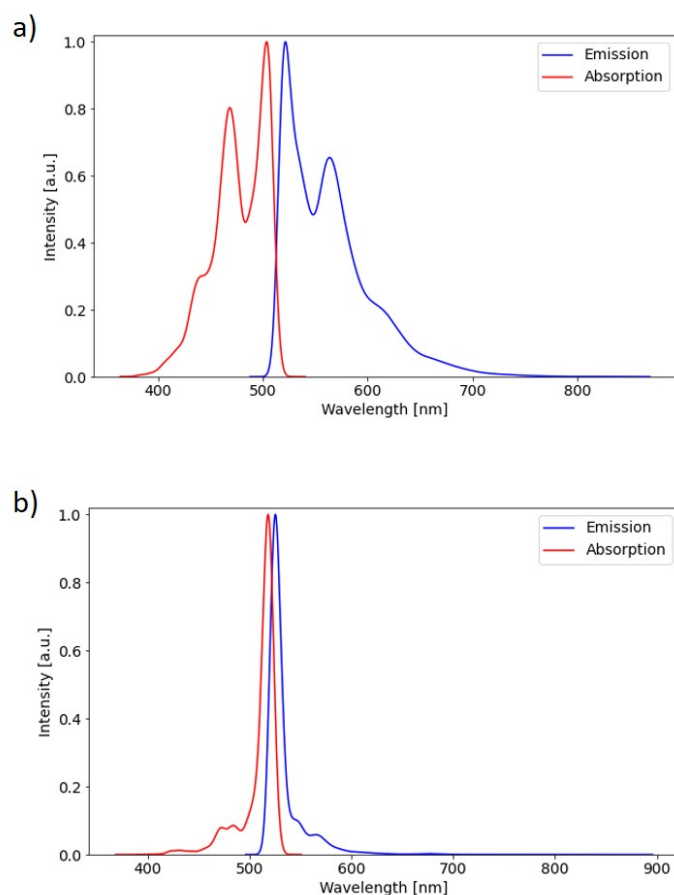 a)
1.0
Emission
Absorption
0.8
0.6
0.4
0.2
0.0
Intensity [a.u.]
400 500 600 700 800
Wavelength [nm]
b)
1.0
Emission
Absorption
0.8
0.6
0.4
0.2
0.0
Intensity [a.u.]
400 500 600 700 800 900
Wavelength [nm]